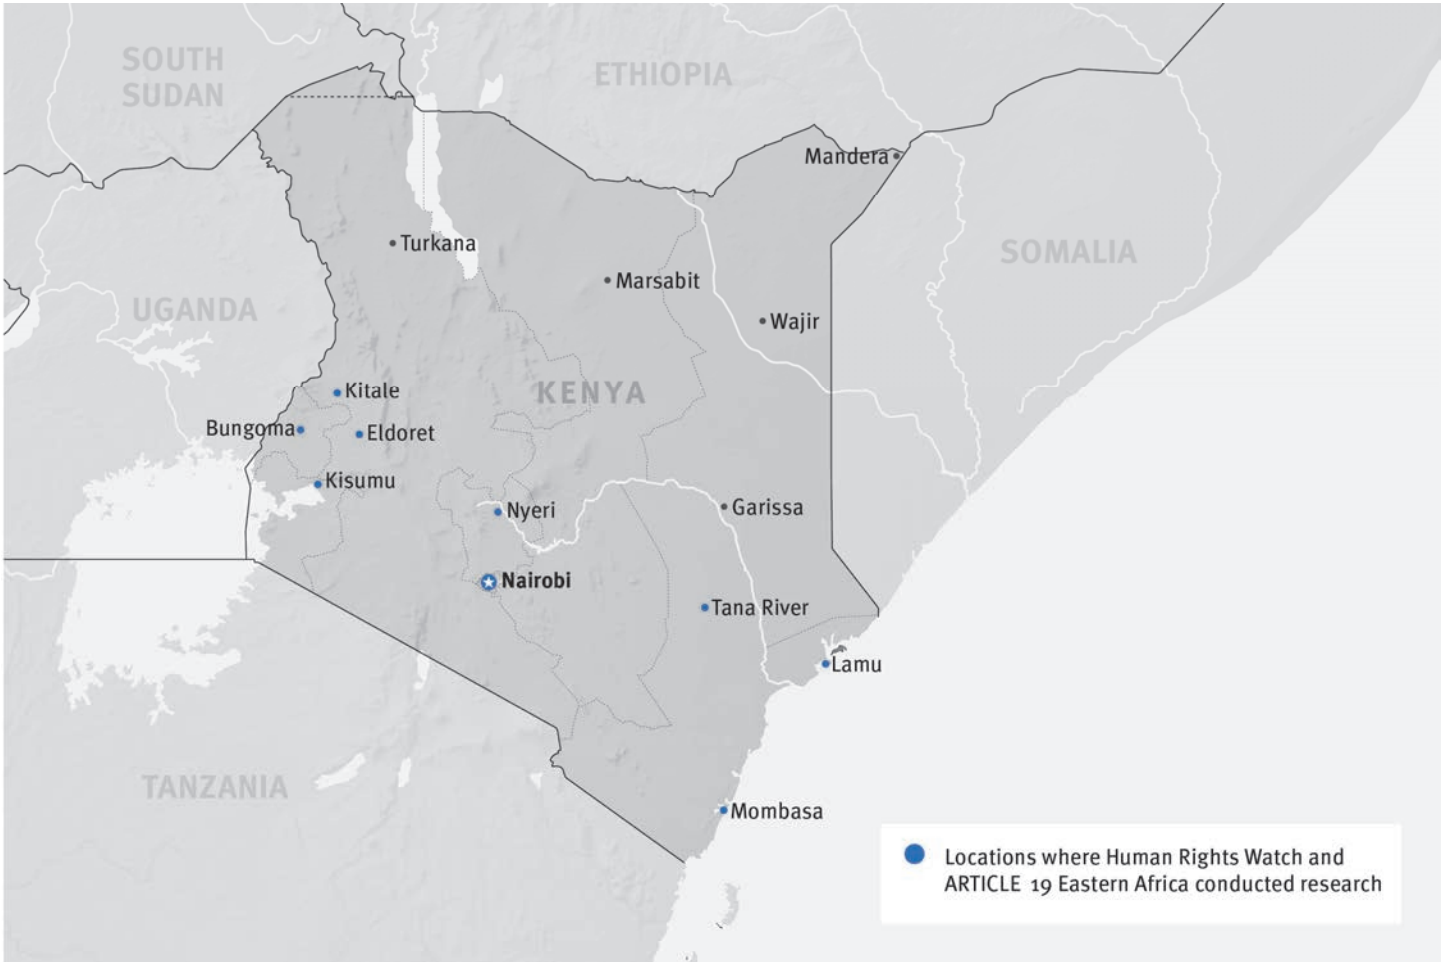 SOUTH
SUDAN
ETHIOPIA
Mandera
Turkana
SOMALIA
Marsabit
UGANDA
Wajir
Kitale
KENYA
Bungoma
Eldoret
Kisumu
Nyeri
Garissa
Nairobi
Tana River
Lamu
TANZANIA
Mombasa
Locations where Human Rights Watch and
ARTICLE 19 Eastern Africa conducted research